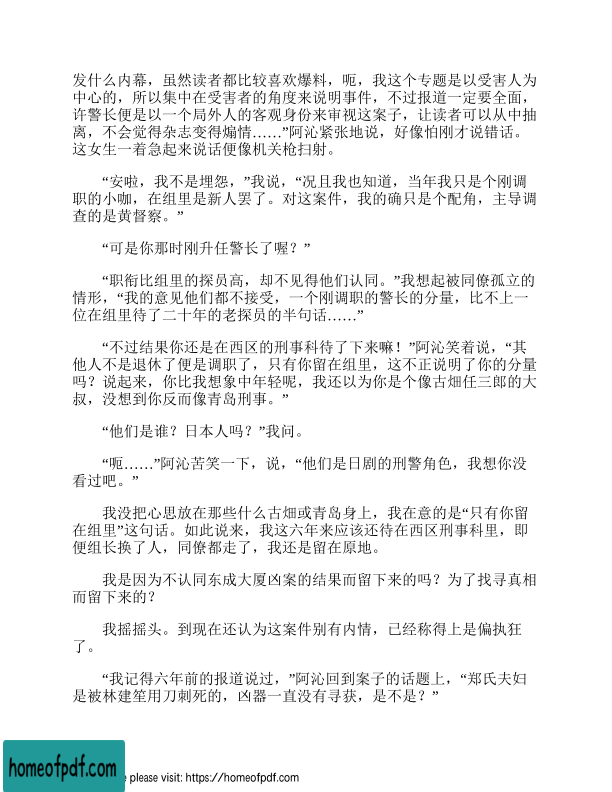 发什么内幕，虽然读者都比较喜欢爆料，呃，我这个专题是以受害人为
中心的，所以集中在受害者的角度来说明事件，不过报道一定要全面，
许警长便是以一个局外人的客观身份来审视这案子，让读者可以从中抽
离，不会觉得杂志变得煽情……”阿沁紧张地说，好像怕刚才说错话。
这女生一着急起来说话便像机关枪扫射。
“安啦，我不是埋怨，”我说，“况且我也知道，当年我只是个刚调
职的小咖，在组里是新人罢了。对这案件，我的确只是个配角，主导调
查的是黄督察。”
“可是你那时刚升任警长了喔？”
“职衔比组里的探员高，却不见得他们认同。”我想起被同僚孤立的
情形，“我的意见他们都不接受，一个刚调职的警长的分量，比不上一
位在组里待了二十年的老探员的半句话……”
“不过结果你还是在西区的刑事科待了下来嘛！”阿沁笑着说，“其
他人不是退休了便是调职了，只有你留在组里，这不正说明了你的分量
吗？说起来，你比我想象中年轻呢，我还以为你是个像古畑任三郎的大
叔，没想到你反而像青岛刑事。”
“他们是谁？日本人吗？”我问。
“呃……”阿沁苦笑一下，说，“他们是日剧的刑警角色，我想你没
看过吧。”
我没把心思放在那些什么古畑或青岛身上，我在意的是“只有你留
在组里”这句话。如此说来，我这六年来应该还待在西区刑事科里，即
便组长换了人，同僚都走了，我还是留在原地。
我是因为不认同东成大厦凶案的结果而留下来的吗？为了找寻真相
而留下来的？
我摇摇头。到现在还认为这案件别有内情，已经称得上是偏执狂
了。
“我记得六年前的报道说过，”阿沁回到案子的话题上，“郑氏夫妇
是被林建笙用刀刺死的，凶器一直没有寻获，是不是？”
homeofpdf.com
e please visit: https://homeofpdf.com